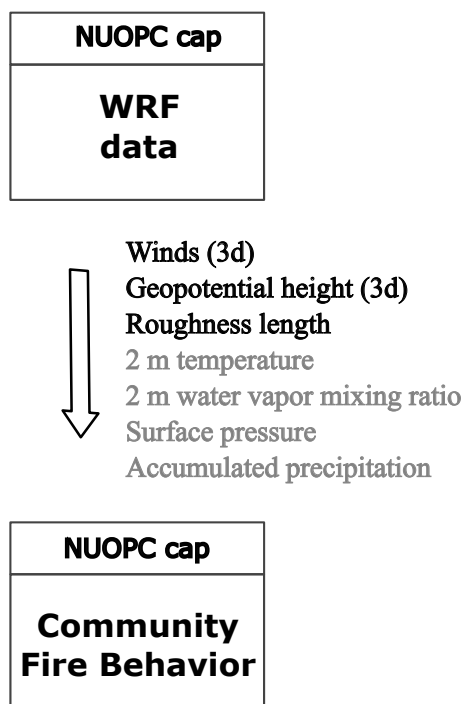 NUOPC cap
WRF
data
Winds (3d)
Geopotential height (3d)
Roughness length
2 m temperature
2 m water vapor mixing ratio
Surface pressure
Accumulated precipitation
NUOPC cap
Community
Fire Behavior